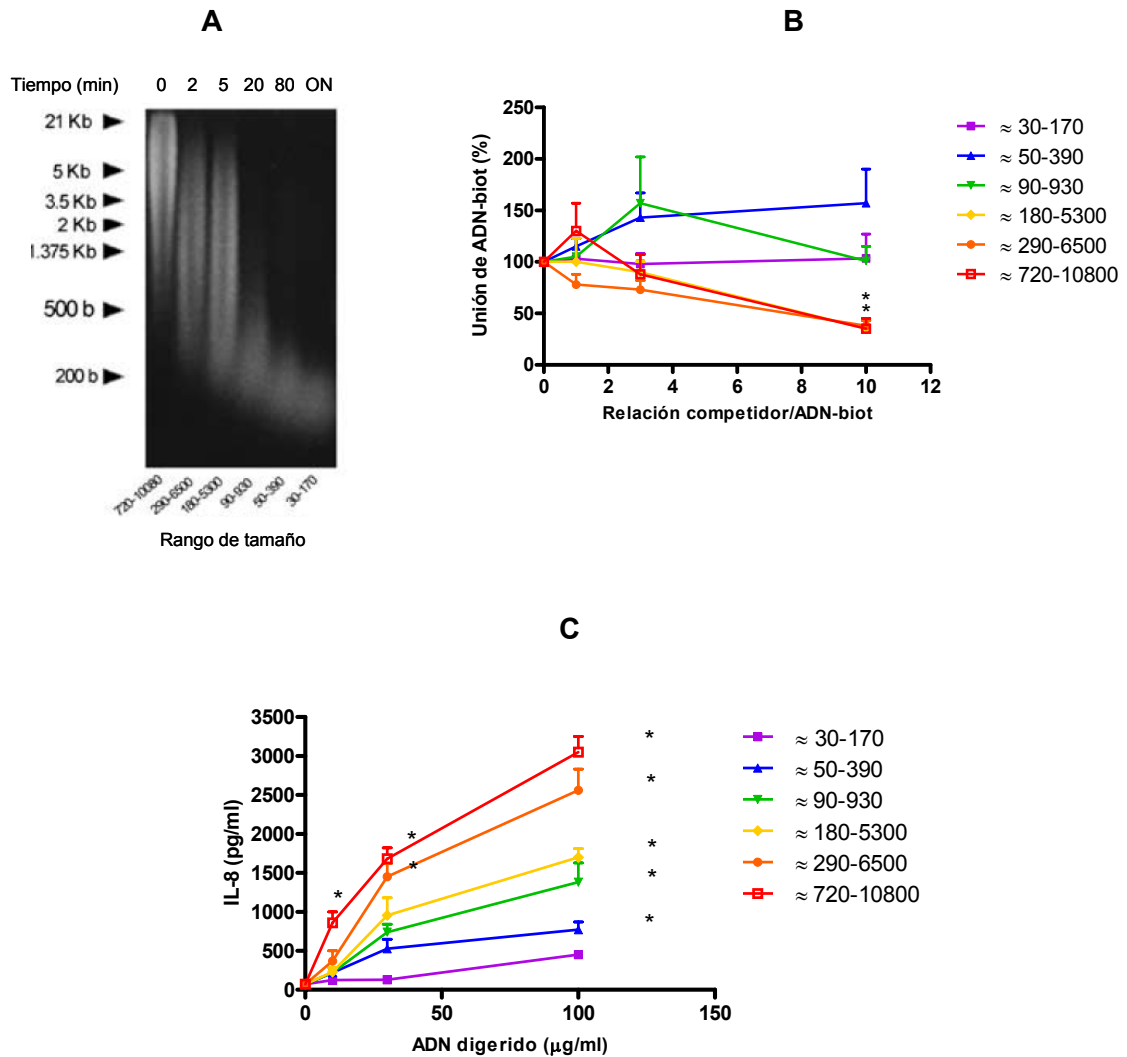 A
Tiempo (min) 0 2 5 20 80 ON
21 Kb
5 Kb
3.5 Kb
2 Kb
1.375 Kb
500 b
200 b
720-10080 290-6500 180-5300 90-930 50-390 30-170
Rango de tamaño
B
Unión de ADN-biot (%)
250
200
150
100
50
0
0 2 4 6 8 10 12
Relación competidor/ADN-biot
*
*
≈ 30-170
≈ 50-390
≈ 90-930
≈ 180-5300
≈ 290-6500
≈ 720-10800
C
IL-8 (pg/ml)
3500
3000
2500
2000
1500
1000
500
0
0 50 100 150
ADN digerido (µg/ml)
*
*
*
*
*
*
*
*
≈ 30-170
≈ 50-390
≈ 90-930
≈ 180-5300
≈ 290-6500
≈ 720-10800